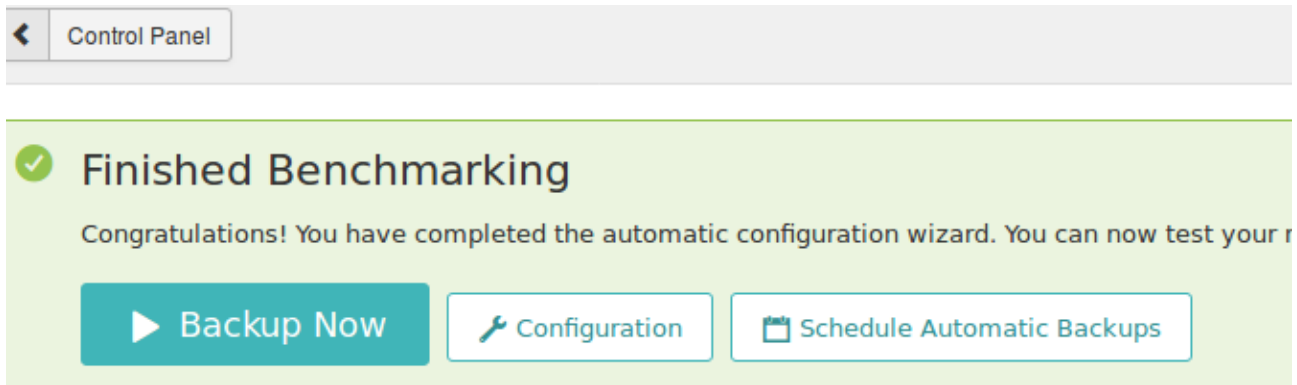 Control Panel
Finished Benchmarking
Congratulations! You have completed the automatic configuration wizard. You can now test your
Backup Now
Configuration
Schedule Automatic Backups